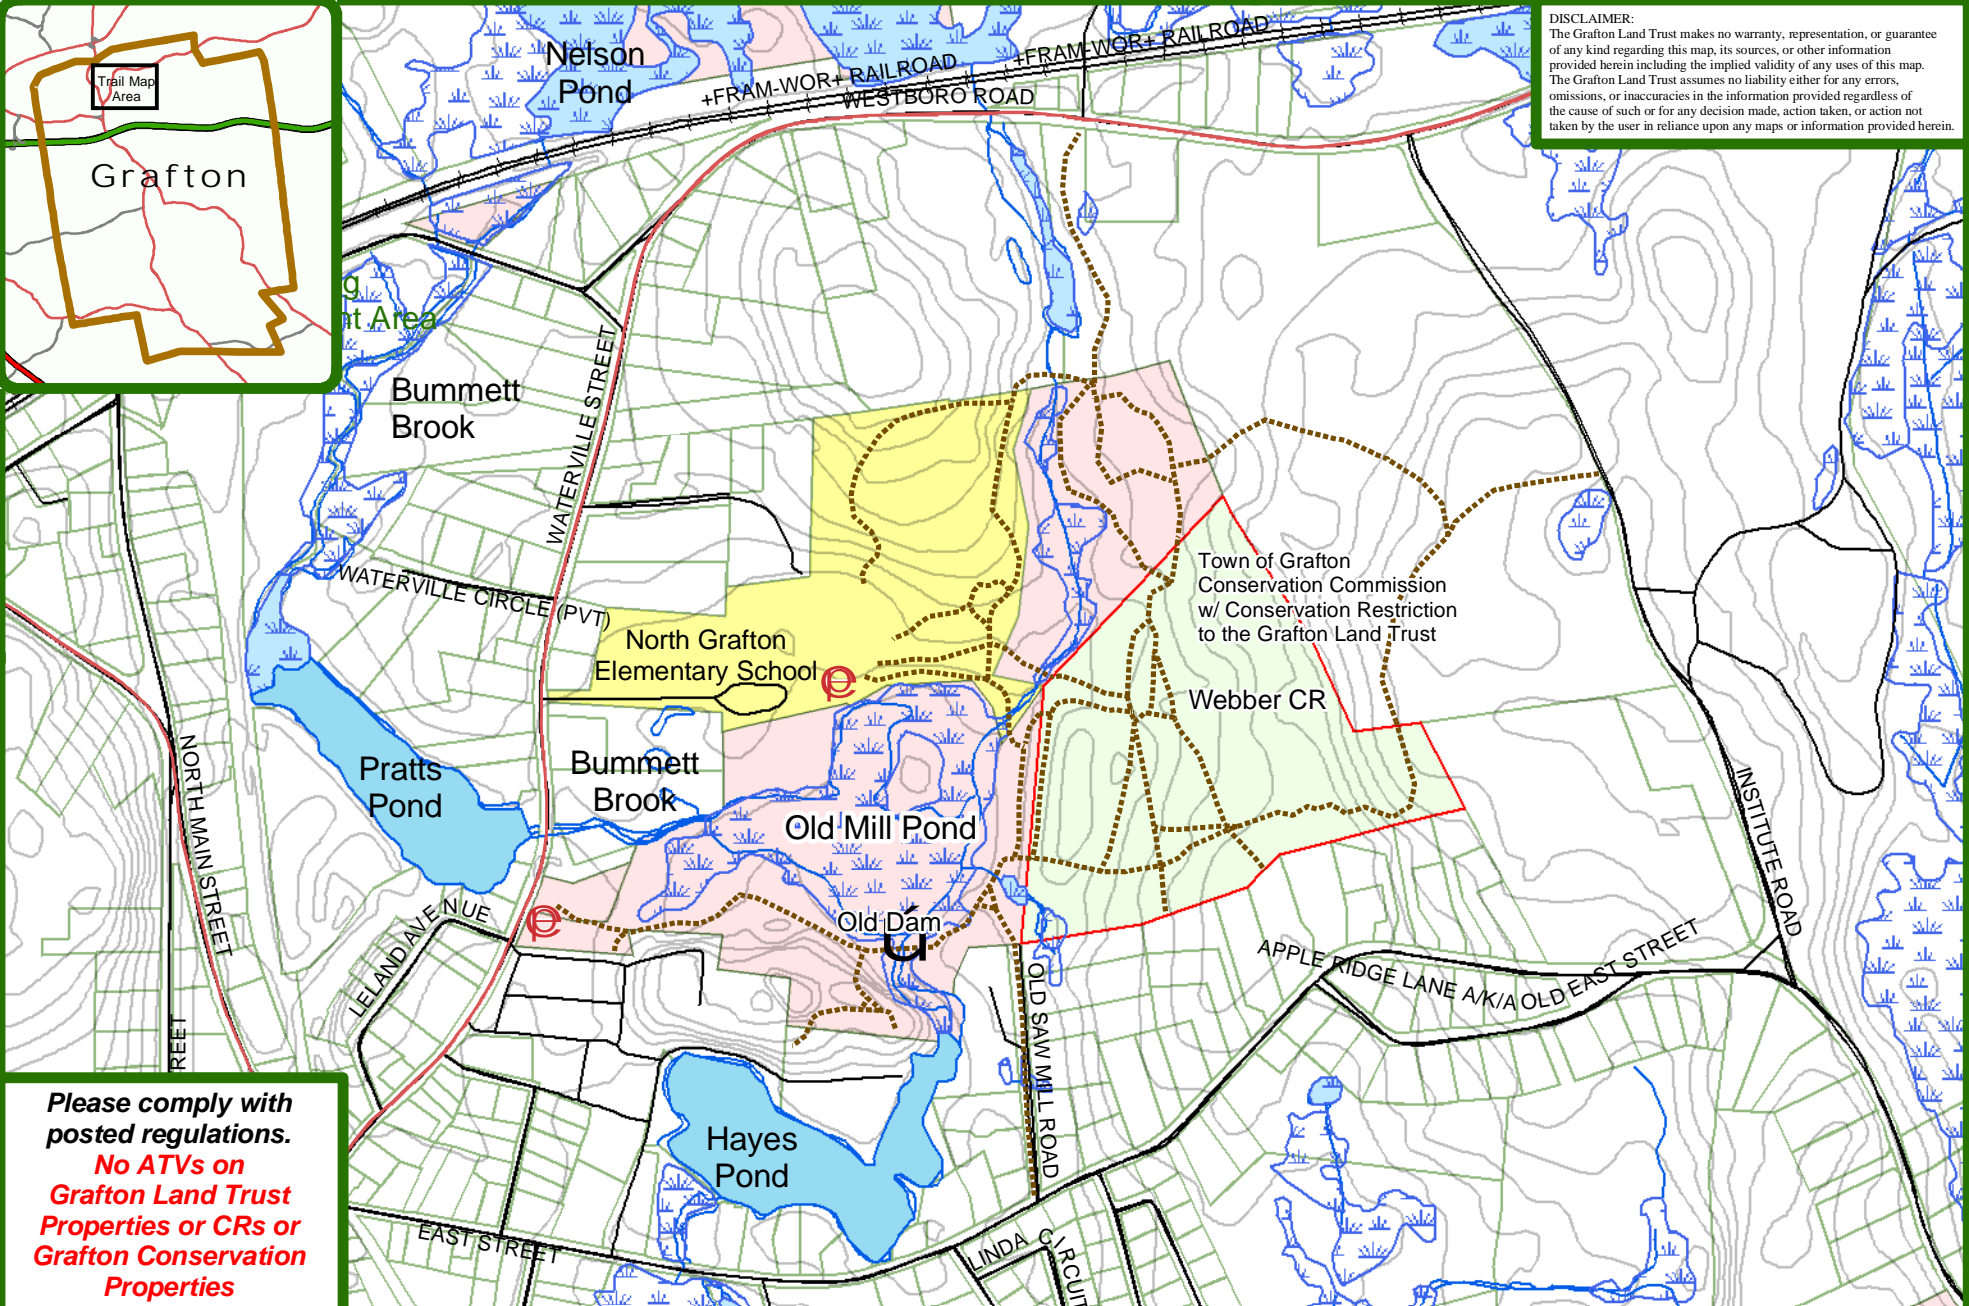 Trail Map
Area
Grafton
Nelson
Pond
+FRAM-WOR+ RAILROAD
+FRAM-WOR+ RAILROAD
WESTBORO ROAD
DISCLAIMER:
The Grafton Land Trust makes no warranty, representation, or guarantee
of any kind regarding this map, its sources, or other information
provided herein including the implied validity of any uses of this map.
The Grafton Land Trust assumes no liability either for any errors,
omissions, or inaccuracies in the information provided regardless of
the cause of such or for any decision made, action taken, or action not
taken by the user in reliance upon any maps or information provided herein.
g
nt Area
Bummett
Brook
WATERVILLE STREET
WATERVILLE CIRCLE (PVT)
Town of Grafton
Conservation Commission
w/ Conservation Restriction
to the Grafton Land Trust
North Grafton
Elementary School
Webber CR
Pratts
Pond
Bummett
Brook
Old Mill Pond
NORTH MAIN STREET
INSTITUTE ROAD
LELAND AVENUE
Old Dam
ú
APPLE RIDGE LANE A/K/A OLD EAST STREET
OLD SAW MILL ROAD
REET
Hayes
Pond
EAST STREET
LINDA CIRCUIT
Please comply with
posted regulations.
No ATVs on
Grafton Land Trust
Properties or CRs or
Grafton Conservation
Properties